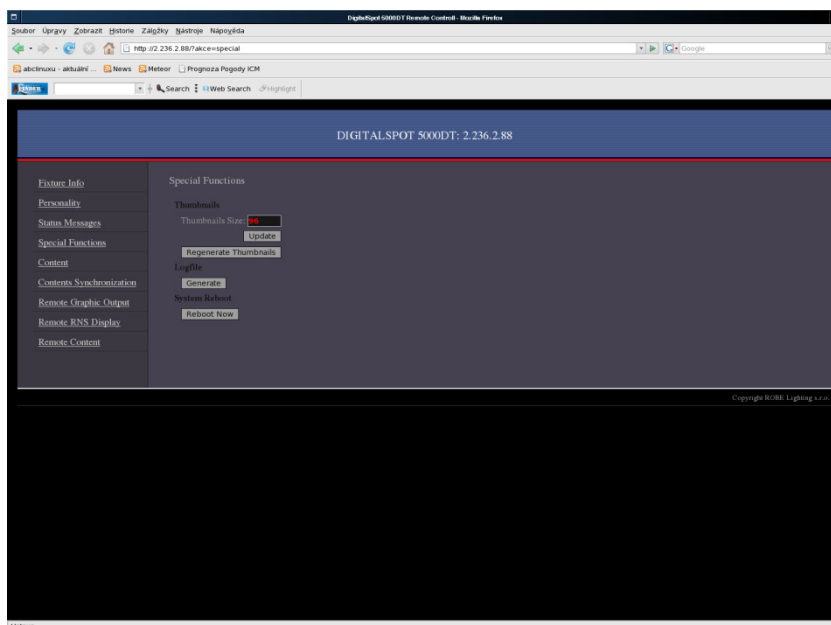 DigitalSpot 5000DT Remote Controll - Mozilla Firefox
Soubor Úpravy Zobrazit Historie Záložky Nástroje Nápověda
http://2.236.2.88/?akce=special
Google
abclinuxu - aktuální ... News Meteor Prognoza Pogody ICM
Search Web Search Highlight
DIGITALSPOT 5000DT: 2.236.2.88
Fixture Info
Personality
Status Messages
Special Functions
Content
Contents Synchronization
Remote Graphic Output
Remote RNS Display
Remote Content
Special Functions
Thumbnails
Thumbnails Size: 96
Update
Regenerate Thumbnails
Logfile
Generate
System Reboot
Reboot Now
Copyright ROBE Lighting s.r.o.